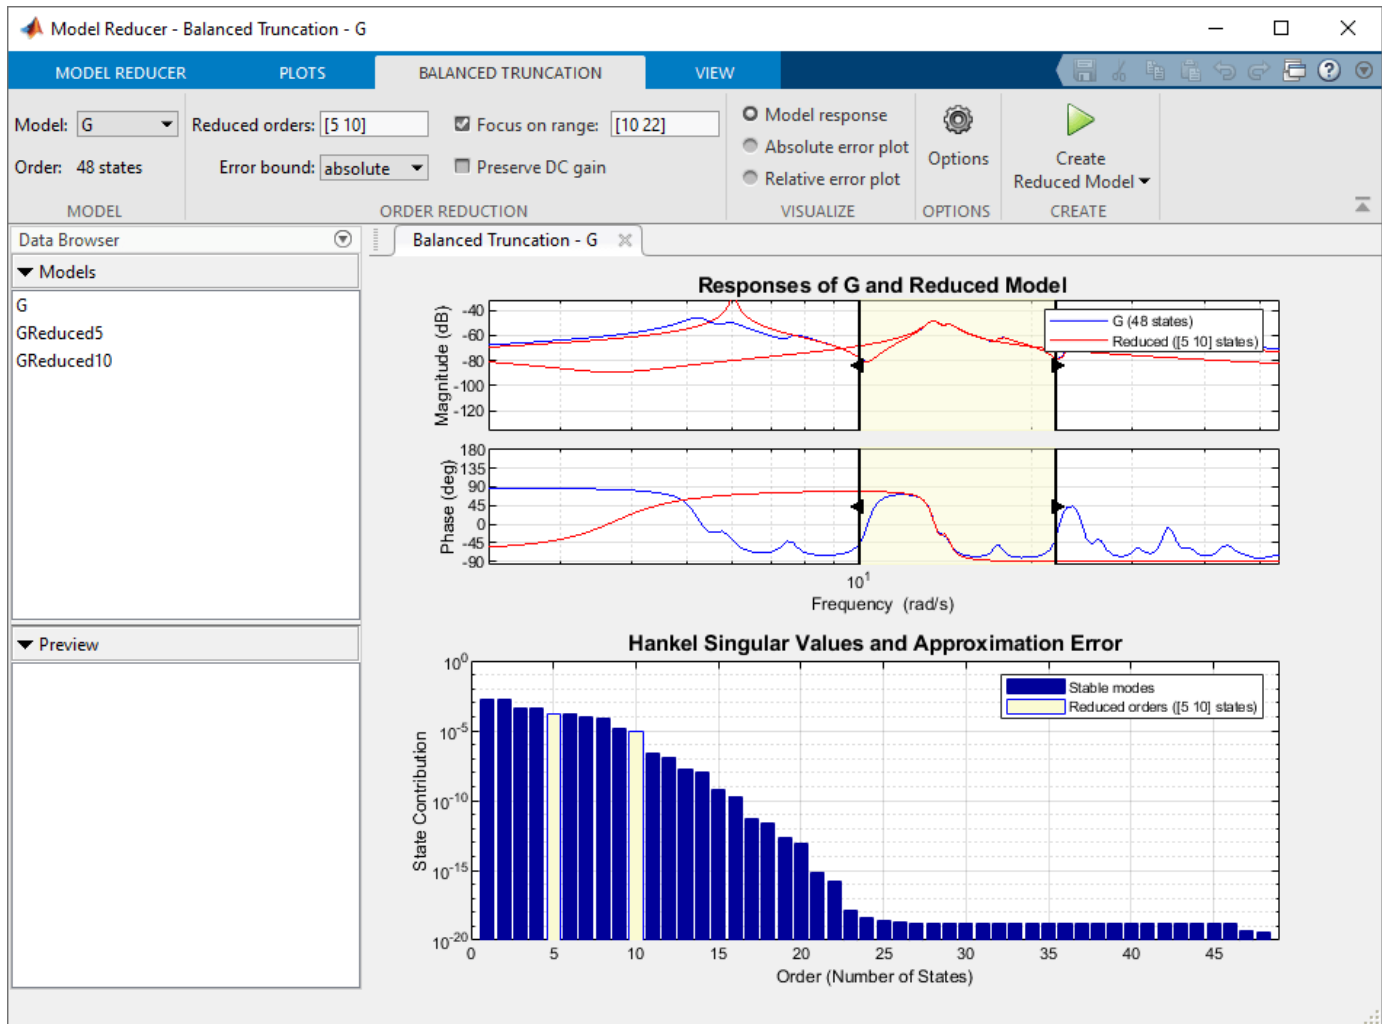 Model Reducer - Balanced Truncation - G
MODEL REDUCER PLOTS BALANCED TRUNCATION VIEW
Model: G Reduced orders: [5 10] Focus on range: [10 22] Model response
Absolute error plot
Order: 48 states Error bound: absolute Preserve DC gain Relative error plot
Options
Create
Reduced Model
MODEL ORDER REDUCTION VISUALIZE OPTIONS CREATE
Data Browser
Models
G
GReduced5
GReduced10
Preview
Balanced Truncation - G
Responses of G and Reduced Model
Magnitude (dB)
-40
-60
-80
-100
-120
G (48 states)
Reduced ([5 10] states)
Phase (deg)
180
135
90
45
0
-45
-90
10^1
Frequency (rad/s)
Hankel Singular Values and Approximation Error
State Contribution
10^0
10^-5
10^-10
10^-15
10^-20
Stable modes
Reduced orders ([5 10] states)
0 5 10 15 20 25 30 35 40 45
Order (Number of States)